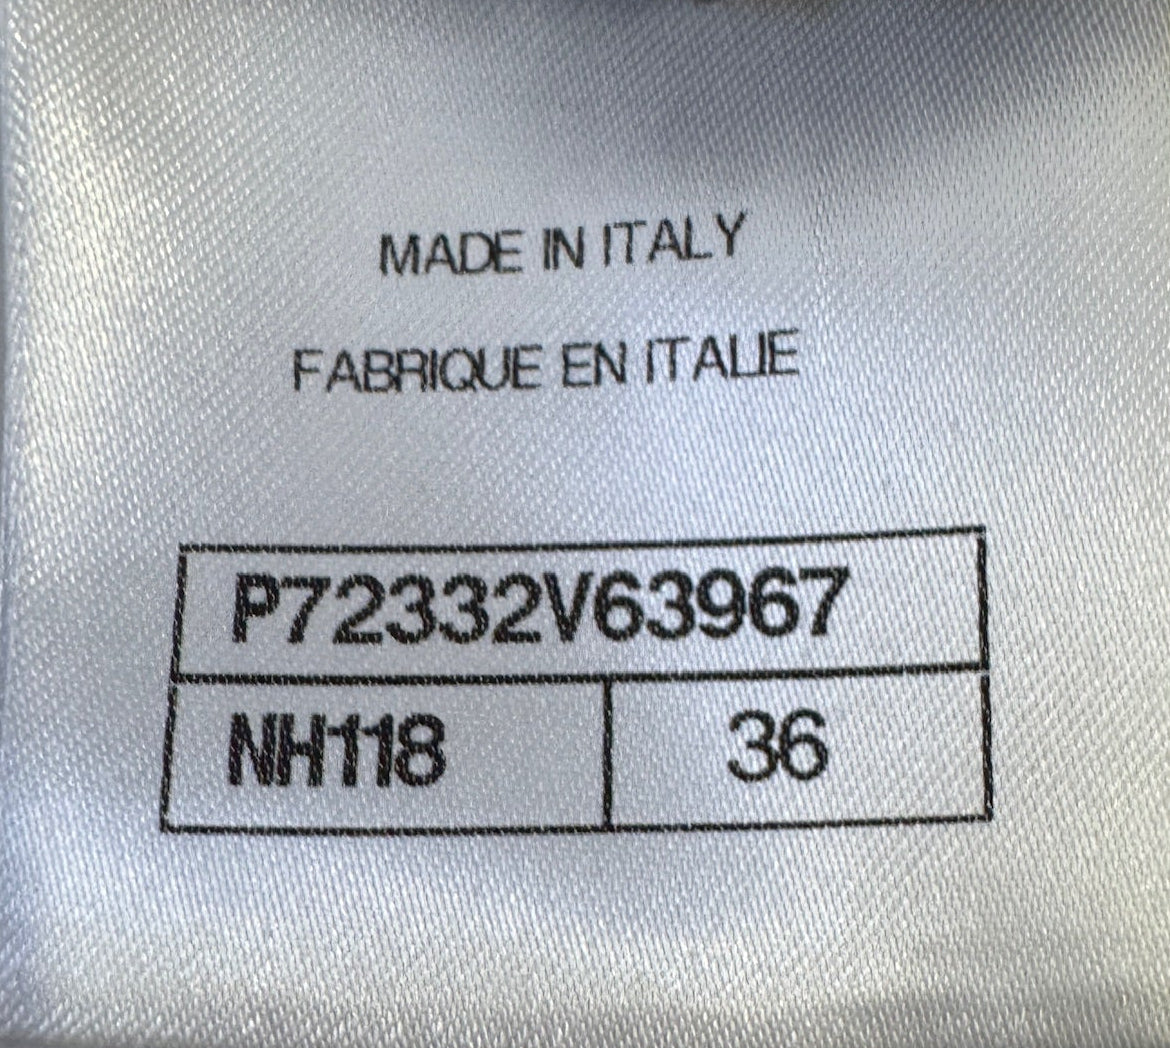 MADE IN ITALY
FABRIQUE EN ITALIE
P72332V63967
NH118 36